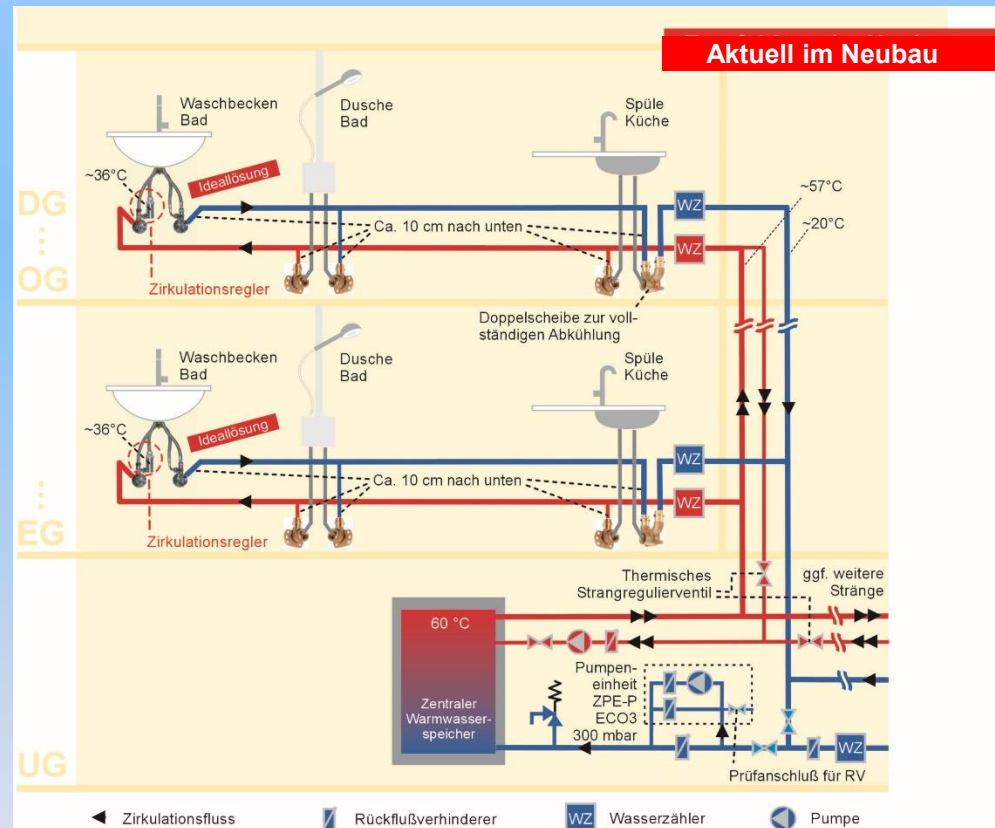 Aktuell im Neubau
Waschbecken
Bad
Dusche
Bad
Spüle
Küche
~36°C
Ideallösung
WZ
~57°C
~20°C
DG
Ca. 10 cm nach unten
WZ
OG
Zirkulationsregler
Doppelscheibe zur voll-
ständigen Abkühlung
Waschbecken
Bad
Dusche
Bad
Spüle
Küche
~36°C
Ideallösung
WZ
Ca. 10 cm nach unten
WZ
EG
Zirkulationsregler
Thermisches
Strangregulierventil
ggf. weitere
Stränge
60 °C
Pumpen-
einheit
ZPE-P
ECO3
300 mbar
Zentraler
Warmwasser-
speicher
WZ
UG
Prüfanschluß für RV
Zirkulationsfluss
Rückflußverhinderer
WZ Wasserzähler
Pumpe